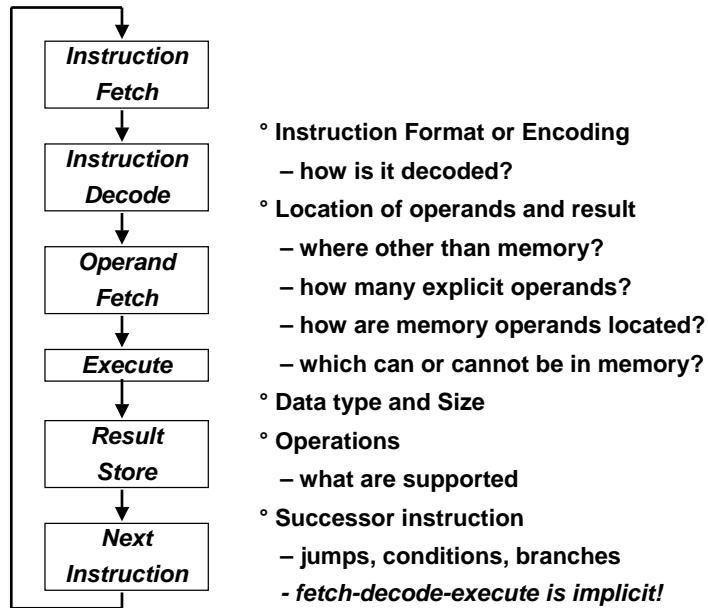 Instruction
Fetch
Instruction
Decode
Operand
Fetch
Execute
Result
Store
Next
Instruction
° Instruction Format or Encoding
– how is it decoded?
° Location of operands and result
– where other than memory?
– how many explicit operands?
– how are memory operands located?
– which can or cannot be in memory?
° Data type and Size
° Operations
– what are supported
° Successor instruction
– jumps, conditions, branches
- fetch-decode-execute is implicit!